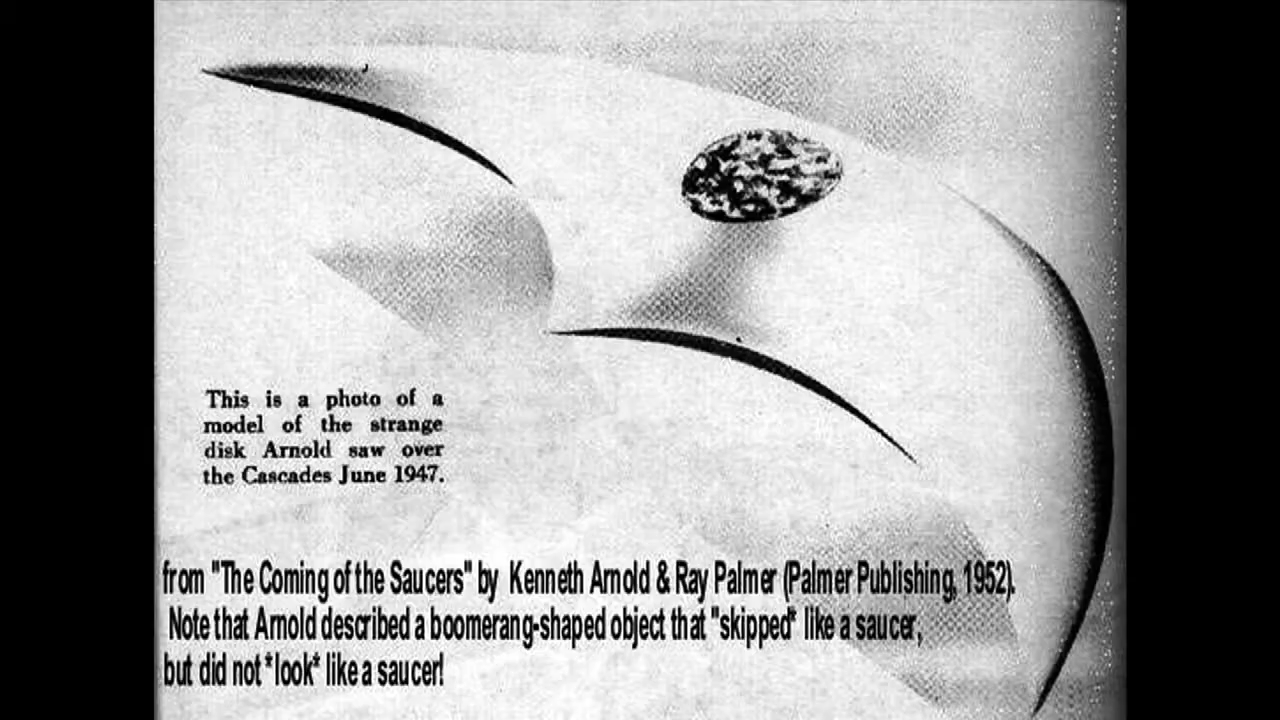 This is a photo of a
model of the strange
disk Arnold saw over
the Cascades June 1947.
from "The Coming of the Saucers" by Kenneth Arnold & Ray Palmer (Palmer Publishing, 1952).
Note that Arnold described a boomerang-shaped object that "skipped" like a saucer,
but did not *look* like a saucer!